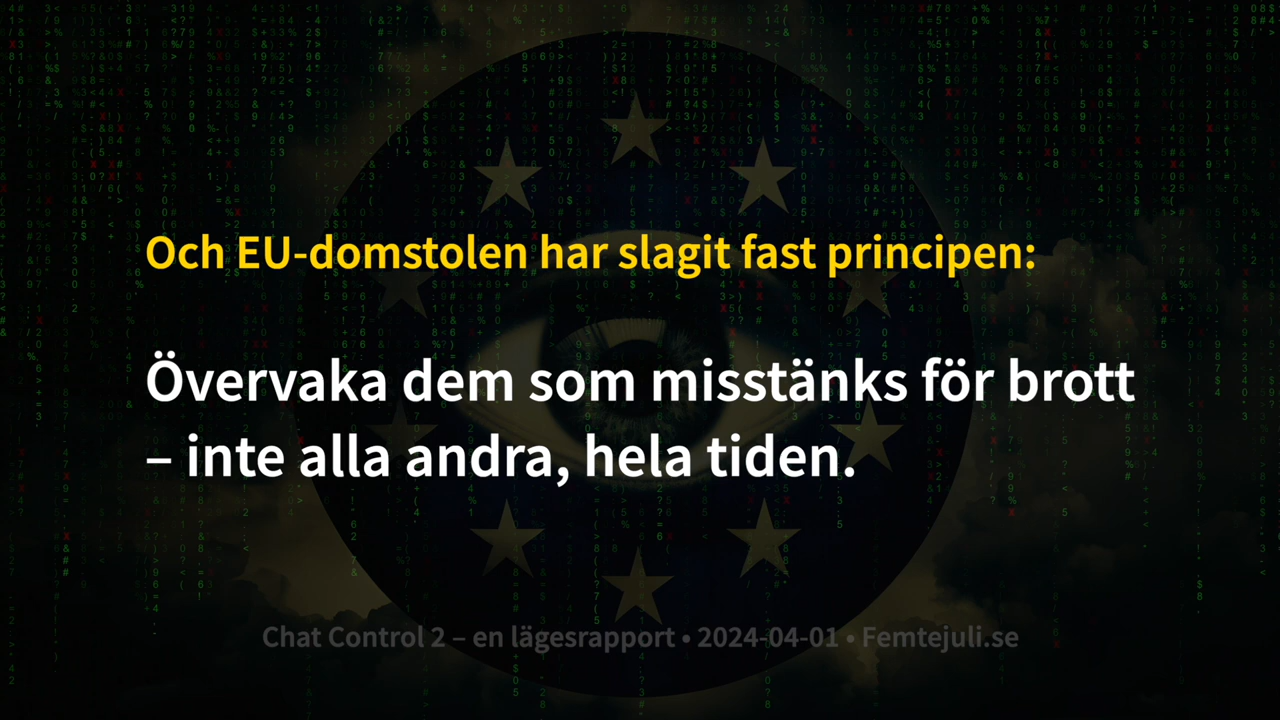 Och EU-domstolen har slagit fast principen:
Övervaka dem som misstänks för brott
– inte alla andra, hela tiden.
Chat Control 2 – en lägesrapport • 2024-04-01 • Femtejuli.se